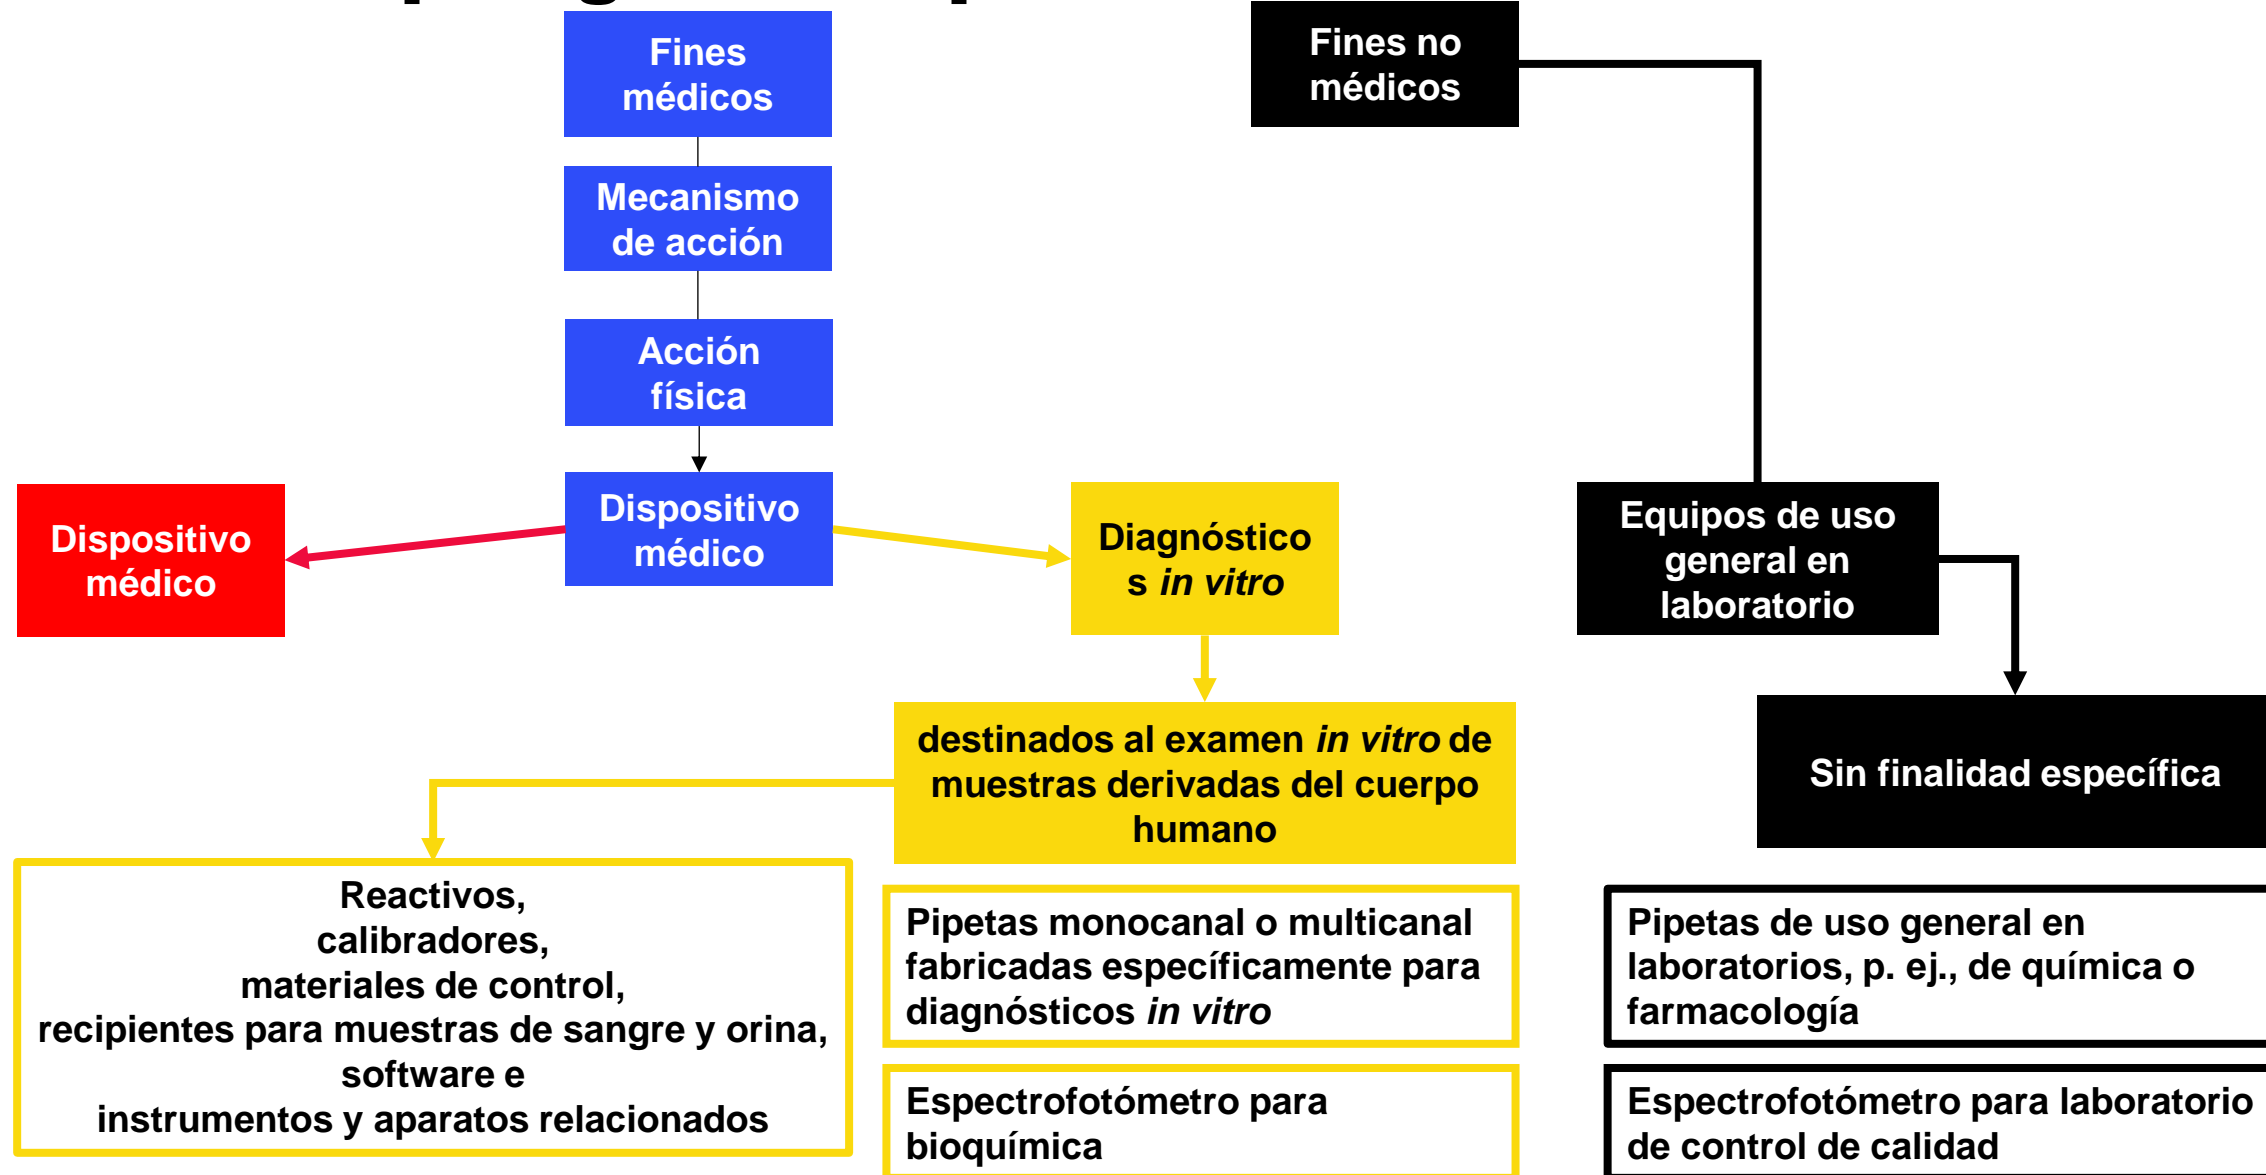 Fines
médicos
Fines no
médicos
Mecanismo
de acción
Acción
física
Dispositivo
médico
Dispositivo
médico
Diagnóstico
s in vitro
Equipos de uso
general en
laboratorio
destinados al examen in vitro de
muestras derivadas del cuerpo
humano
Sin finalidad específica
Reactivos,
calibradores,
materiales de control,
recipientes para muestras de sangre y orina,
software e
instrumentos y aparatos relacionados
Pipetas monocanal o multicanal
fabricadas específicamente para
diagnósticos in vitro
Pipetas de uso general en
laboratorios, p. ej., de química o
farmacología
Espectrofotómetro para
bioquímica
Espectrofotómetro para laboratorio
de control de calidad